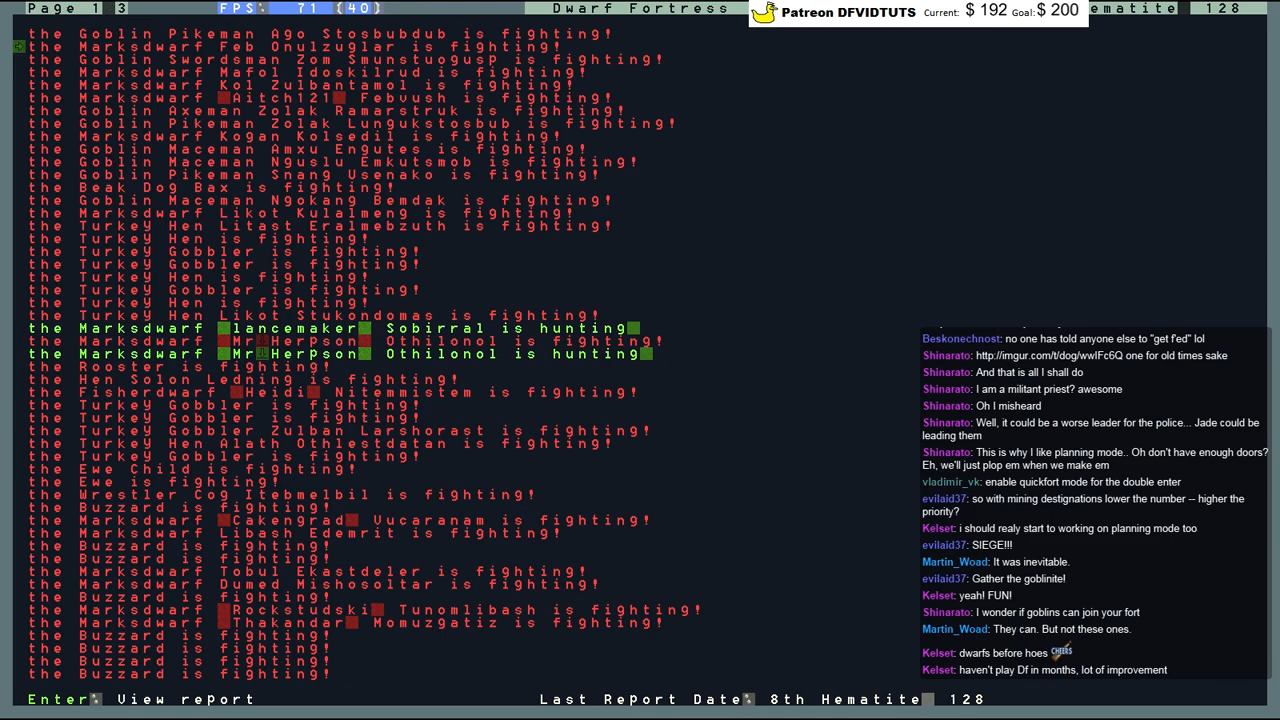 Page 1 3 FPS: 71 (40) Dwarf Fortress Hematite 128
Patreon DFVIDTUTS Current: $ 192 Goal: $ 200
the Goblin Pikeman Ago Stosbubdub is fighting!
the Marksdwarf Feb Onulzuglar is fighting!
the Goblin Swordsman Zom Smunstuogusp is fighting!
the Marksdwarf Mafol Idoskilrud is fighting!
the Marksdwarf Kol Zulbantamol is fighting!
the Marksdwarf Aitch121 Febvush is fighting!
the Goblin Axeman Zolak Ramarstruk is fighting!
the Goblin Pikeman Zolak Lungukstosbub is fighting!
the Marksdwarf Kogan Kolsedil is fighting!
the Goblin Maceman Amxu Engutes is fighting!
the Goblin Maceman Nguslu Emkutsmob is fighting!
the Goblin Pikeman Snang Usenako is fighting!
the Beak Dog Bax is fighting!
the Goblin Maceman Ngokang Bemdak is fighting!
the Marksdwarf Likot Kulalmeng is fighting!
the Turkey Hen Litast Eralmebzuth is fighting!
the Turkey Hen is fighting!
the Turkey Gobbler is fighting!
the Turkey Gobbler is fighting!
the Turkey Hen is fighting!
the Turkey Gobbler is fighting!
the Turkey Hen is fighting!
the Turkey Hen Likot Stukondomas is fighting!
the Marksdwarf lancemaker Sobirral is hunting
the Marksdwarf Mr Herpson Othilonol is fighting!
the Marksdwarf Mr Herpson Othilonol is hunting
the Rooster is fighting!
the Hen Solon Ledning is fighting!
the Fisherdwarf Heidi Nitemmistem is fighting!
the Turkey Gobbler is fighting!
the Turkey Gobbler is fighting!
the Turkey Gobbler Zulban Larshorast is fighting!
the Turkey Hen Alath Othlestdatan is fighting!
the Turkey Gobbler is fighting!
the Ewe Child is fighting!
the Ewe is fighting!
the Wrestler Cog Itebmelbil is fighting!
the Buzzard is fighting!
the Marksdwarf Cakengrad Vucaranam is fighting!
the Marksdwarf Libash Edemrit is fighting!
the Buzzard is fighting!
the Buzzard is fighting!
the Marksdwarf Tobul Ekastdeler is fighting!
the Marksdwarf Dumed Mishosoltar is fighting!
the Buzzard is fighting!
the Marksdwarf Rockstudski Tunomlibash is fighting!
the Marksdwarf Thakandar Momuzgatiz is fighting!
the Buzzard is fighting!
the Buzzard is fighting!
the Buzzard is fighting!
the Buzzard is fighting!
Enter: View report Last Report Date: 8th Hematite 128
Beskonechnost: no one has told anyone else to "get f'ed" lol
Shinarato: http://imgur.com/t/dog/wwIFc6Q one for old times sake
Shinarato: And that is all I shall do
Shinarato: I am a militant priest? awesome
Shinarato: Oh I misheard
Shinarato: Well, it could be a worse leader for the police... Jade could be
leading them
Shinarato: This is why I like planning mode.. Oh don't have enough doors?
Eh, we'll just plop em when we make em
vladimir_vk: enable quickfort mode for the double enter
evilaid37: so with mining destignations lower the number -- higher the
priority?
Kelset: i should realy start to working on planning mode too
evilaid37: SIEGE!!!
Martin_Woad: It was inevitable.
evilaid37: Gather the goblinite!
Kelset: yeah! FUN!
Shinarato: I wonder if goblins can join your fort
Martin_Woad: They can. But not these ones.
Kelset: dwarfs before hoes CHEERS
Kelset: haven't play Df in months, lot of improvement